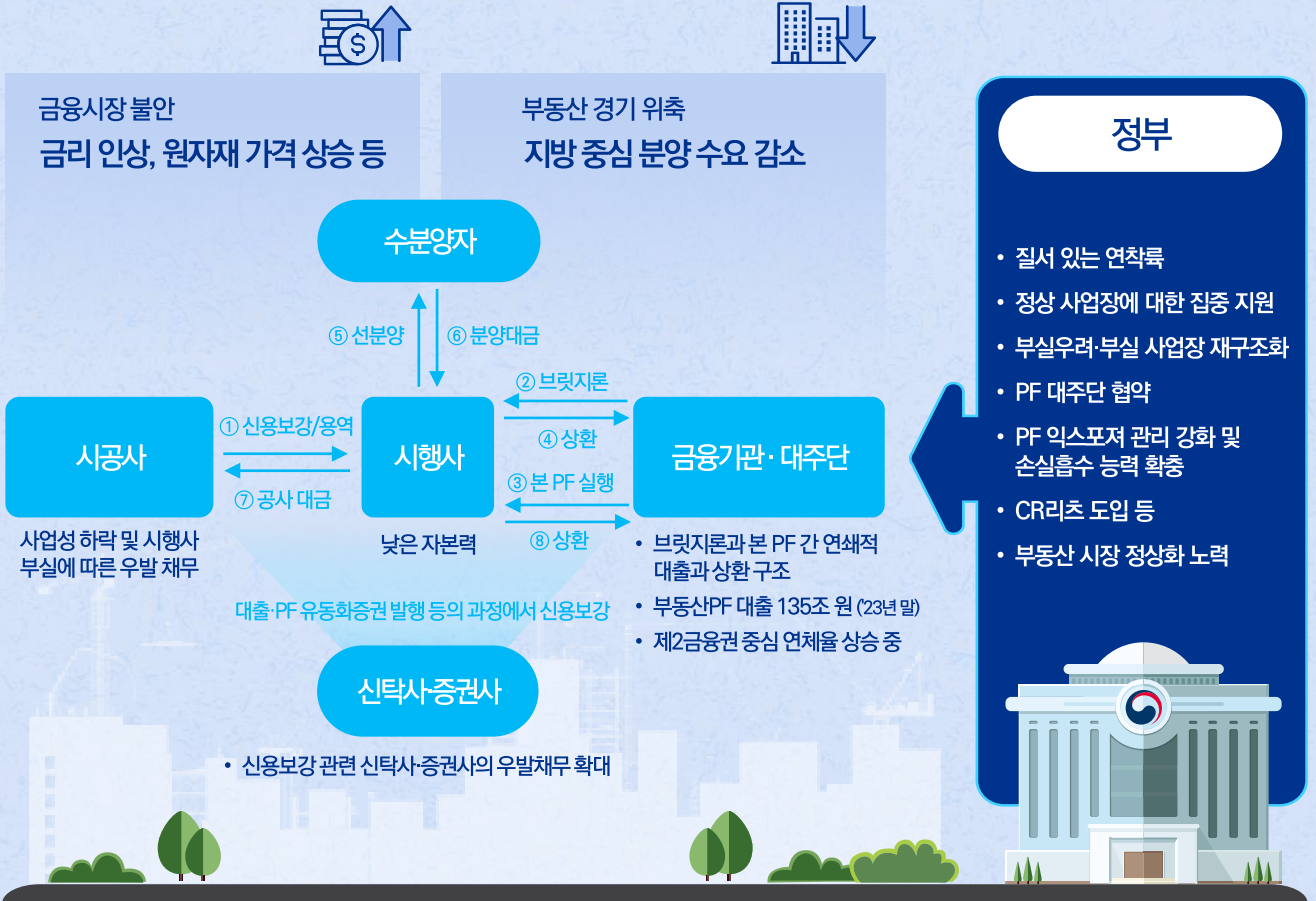 금융시장 불안
금리 인상, 원자재 가격 상승 등
부동산 경기 위축
지방 중심 분양 수요 감소
수분양자
⑤ 선분양
⑥ 분양대금
시공사
① 신용보강/용역
⑦ 공사 대금
시행사
② 브릿지론
④ 상환
③ 본 PF 실행
⑧ 상환
금융기관·대주단
사업성 하락 및 시행사
부실에 따른 우발 채무
낮은 자본력
• 브릿지론과 본 PF 간 연쇄적
대출과 상환 구조
• 부동산PF 대출 135조 원 ('23년 말)
• 제2금융권 중심 연체율 상승 중
대출·PF 유동화증권 발행 등의 과정에서 신용보강
신탁사·증권사
• 신용보강 관련 신탁사·증권사의 우발채무 확대
정부
• 질서 있는 연착륙
• 정상 사업장에 대한 집중 지원
• 부실우려·부실 사업장 재구조화
• PF 대주단 협약
• PF 익스포져 관리 강화 및
손실흡수 능력 확충
• CR리츠 도입 등
• 부동산 시장 정상화 노력